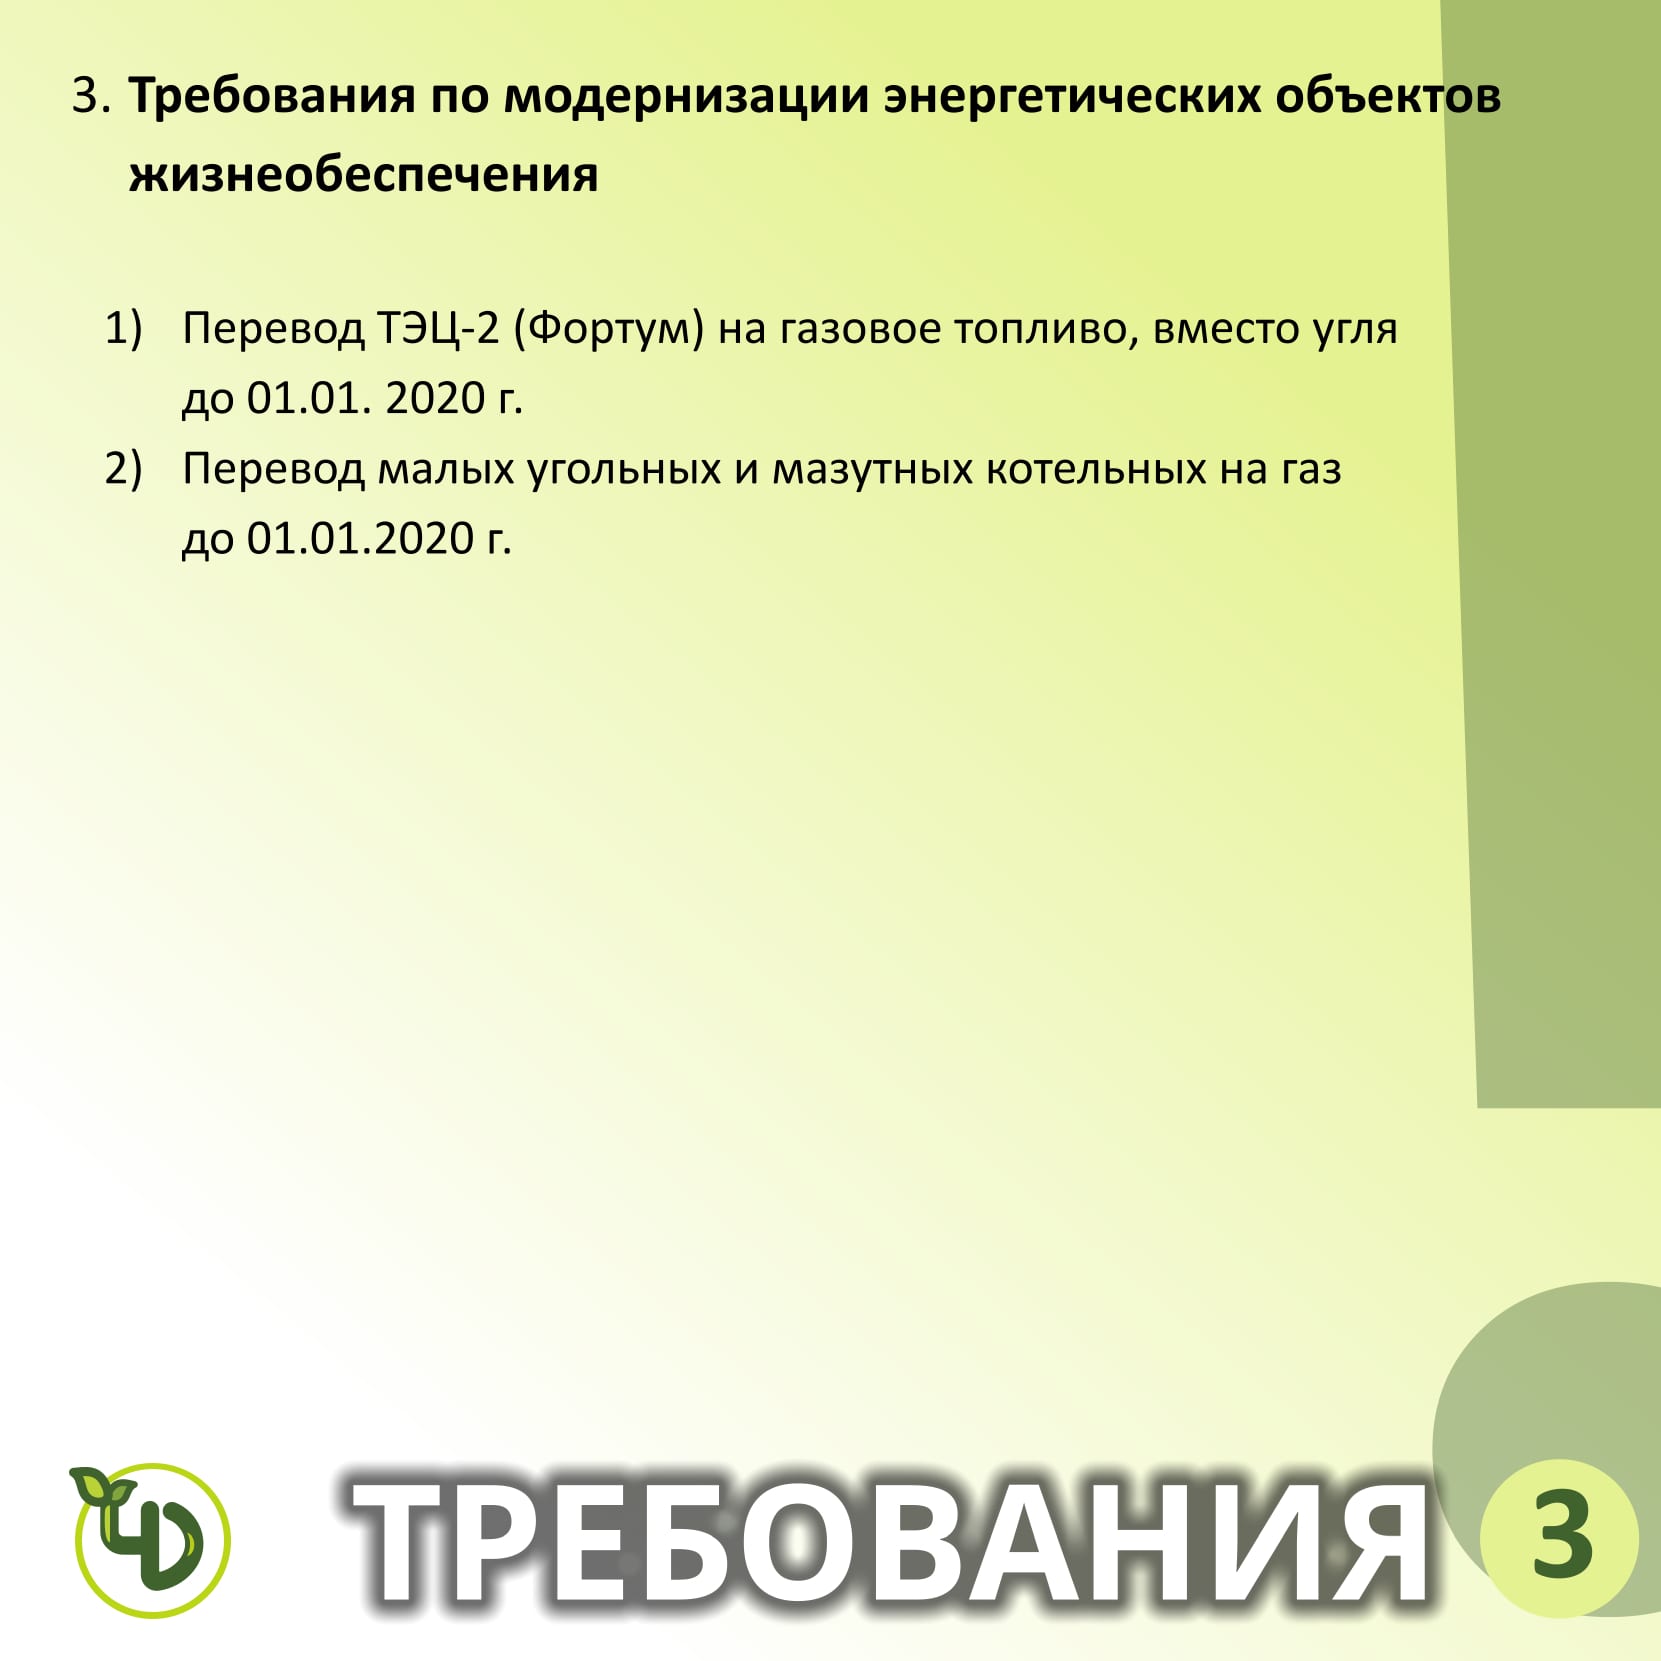 3. Требования по модернизации энергетических объектов
жизнеобеспечения
1) Перевод ТЭЦ-2 (Фортум) на газовое топливо, вместо угля
до 01.01. 2020 г.
2) Перевод малых угольных и мазутных котельных на газ
до 01.01.2020 г.
ЧД
ТРЕБОВАНИЯ
3